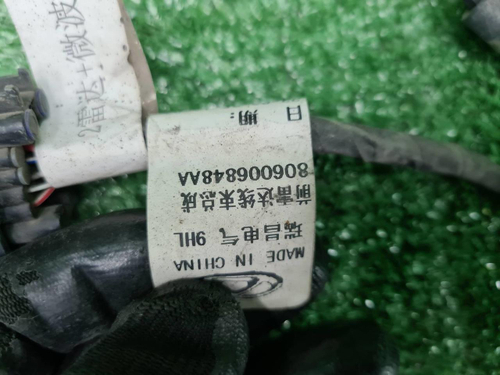 MADE IN CHINA
瑞昌电气 9HL
前雷达线束总成
806006848AA
日 期:
2雷达+微波